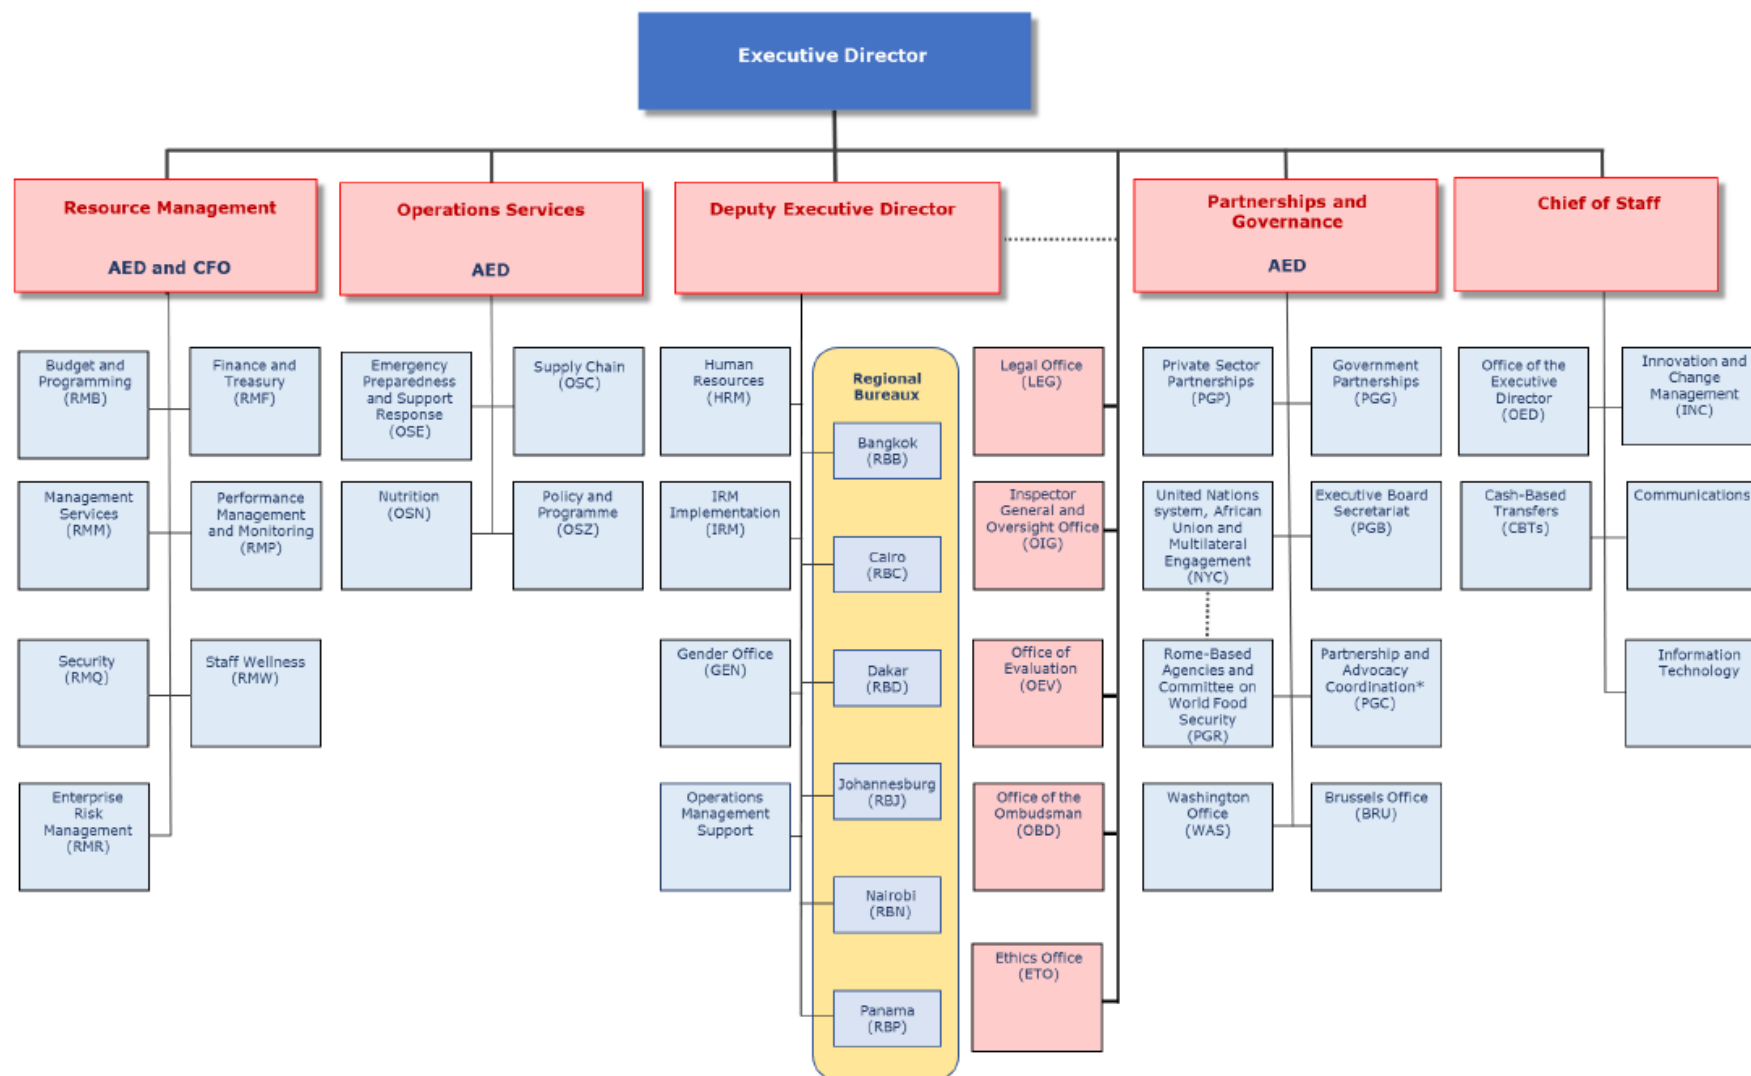 Executive Director
Resource Management
AED and CFO
Operations Services
AED
Deputy Executive Director
Partnerships and
Governance
AED
Chief of Staff
Budget and
Programming
(RMB)
Finance and
Treasury
(RMF)
Management
Services
(RMM)
Performance
Management
and Monitoring
(RMP)
Security
(RMQ)
Staff Wellness
(RMW)
Enterprise
Risk
Management
(RMR)
Emergency
Preparedness
and Support
Response
(OSE)
Supply Chain
(OSC)
Nutrition
(OSN)
Policy and
Programme
(OSZ)
Human
Resources
(HRM)
IRM
Implementation
(IRM)
Gender Office
(GEN)
Operations
Management
Support
Regional
Bureaux
Bangkok
(RBB)
Cairo
(RBC)
Dakar
(RBD)
Johannesburg
(RBJ)
Nairobi
(RBN)
Panama
(RBP)
Legal Office
(LEG)
Inspector
General and
Oversight Office
(OIG)
Office of
Evaluation
(OEV)
Office of the
Ombudsman
(OBD)
Ethics Office
(ETO)
Private Sector
Partnerships
(PGP)
Government
Partnerships
(PGG)
United Nations
system, African
Union and
Multilateral
Engagement
(NYC)
Executive Board
Secretariat
(PGB)
Rome-Based
Agencies and
Committee on
World Food
Security
(PGR)
Partnership and
Advocacy
Coordination*
(PGC)
Washington
Office
(WAS)
Brussels Office
(BRU)
Office of the
Executive
Director
(OED)
Innovation and
Change
Management
(INC)
Cash-Based
Transfers
(CBTs)
Communications
Information
Technology